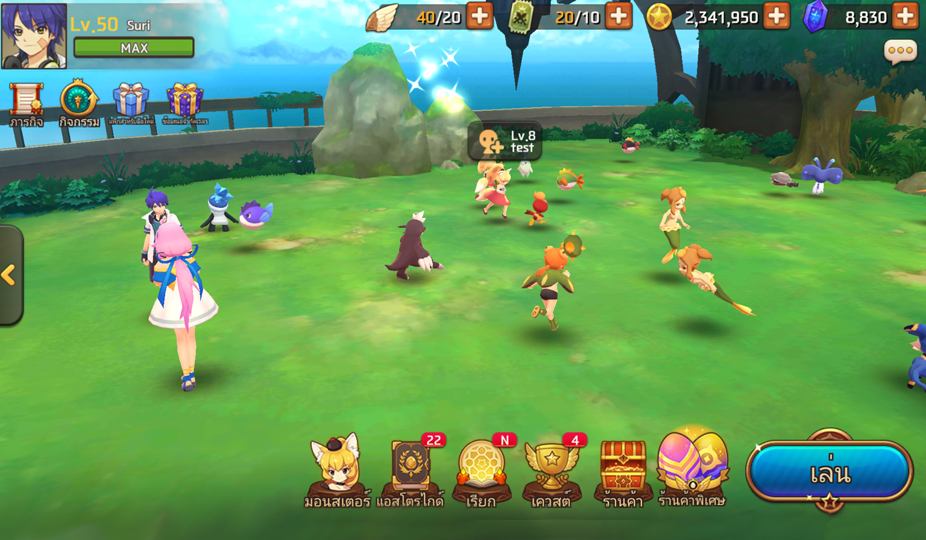 Lv.50 Suri
MAX
40/20
20/10
2,341,950
8,830
ภารกิจ
กิจกรรม
Lv.8
test
22
N
4
มอนสเตอร์
แอสโตรไกด์
เรียก
เควสต์
ร้านค้า
ร้านค้าพิเศษ
เล่น